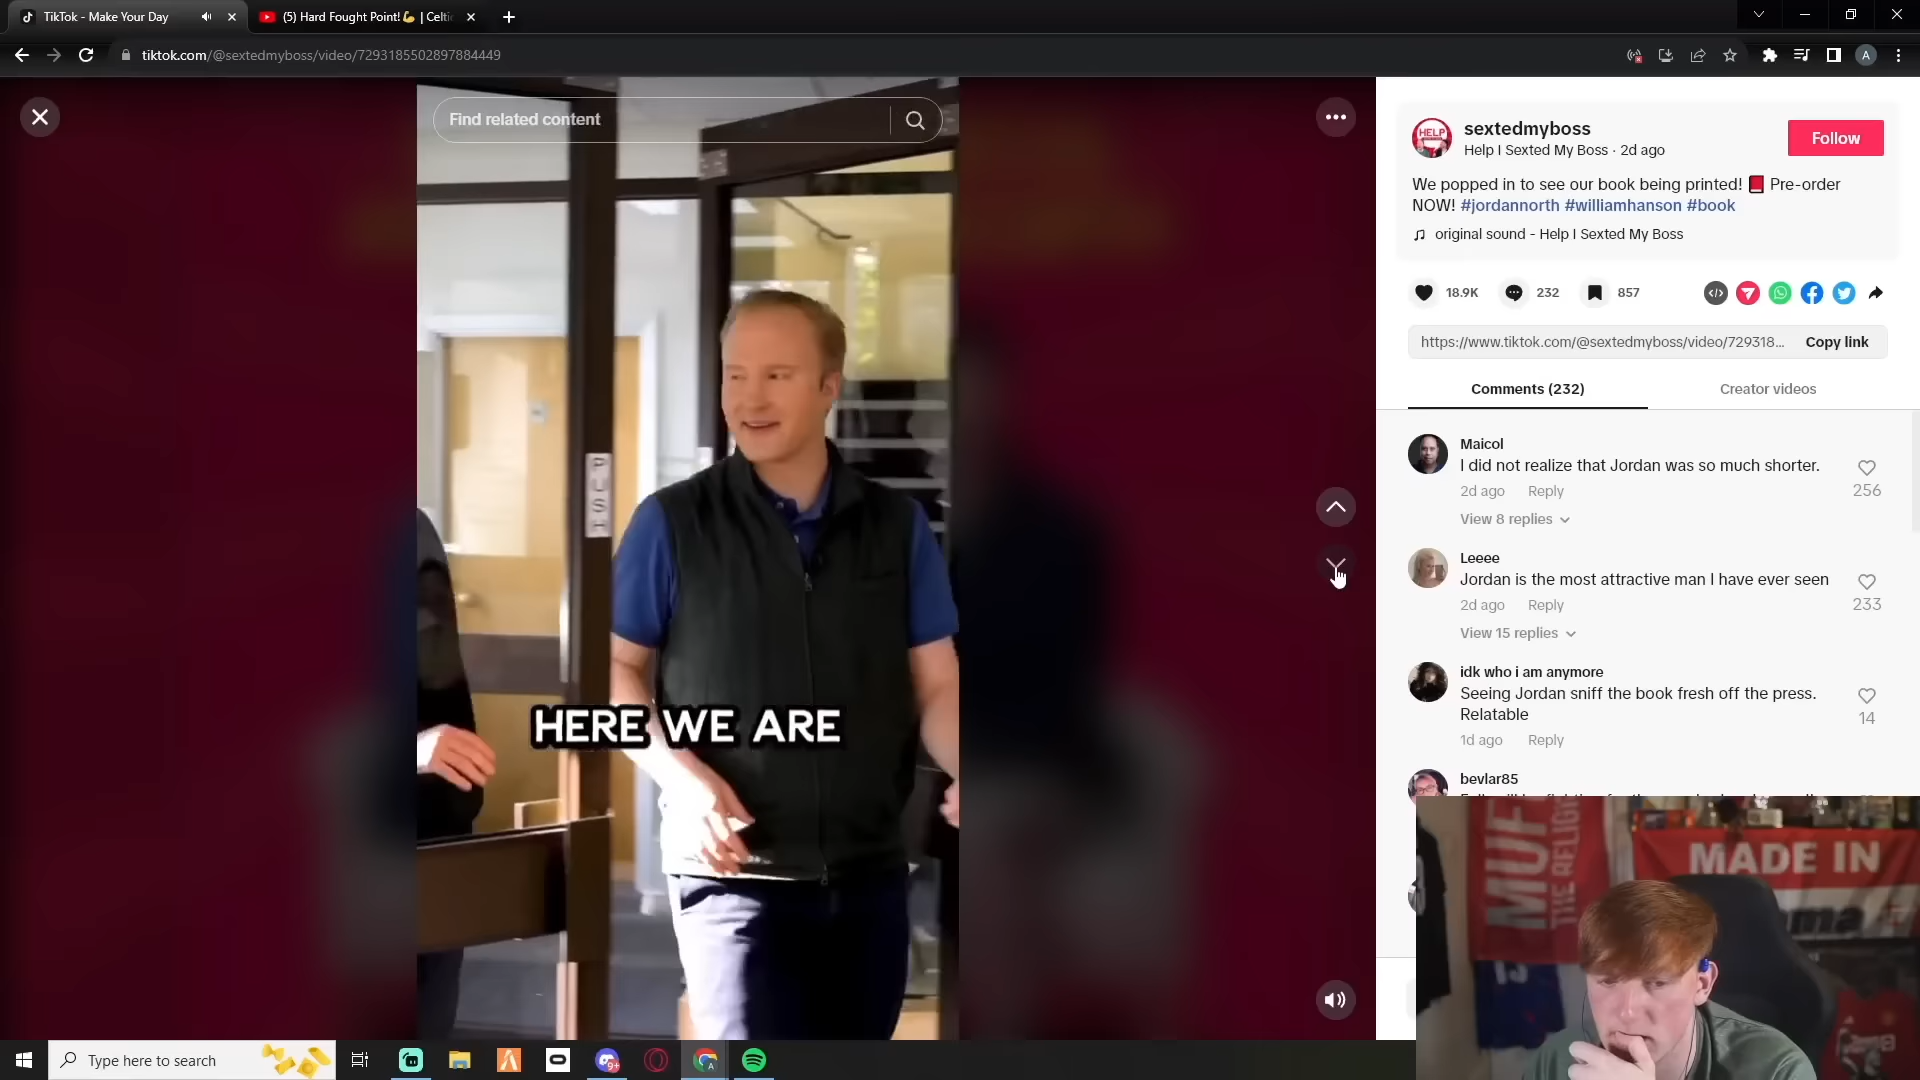 TikTok - Make Your Day
(5) Hard Fought Point!💪 | Celtic
tiktok.com/@sextedmyboss/video/7293185502897884449
A
Find related content
PUSH
HERE WE ARE
HELP
sextedmyboss
Help I Sexted My Boss · 2d ago
Follow
We popped in to see our book being printed! 📕 Pre-order
NOW! #jordannorth #williamhanson #book
original sound - Help I Sexted My Boss
18.9K
232
857
https://www.tiktok.com/@sextedmyboss/video/729318...
Copy link
Comments (232)
Creator videos
Maicol
I did not realize that Jordan was so much shorter.
256
2d ago Reply
View 8 replies
Leeee
Jordan is the most attractive man I have ever seen
233
2d ago Reply
View 15 replies
idk who i am anymore
Seeing Jordan sniff the book fresh off the press.
Relatable
14
1d ago Reply
bevlar85
MUF
THE RELIGI
MADE IN
Type here to search
9+